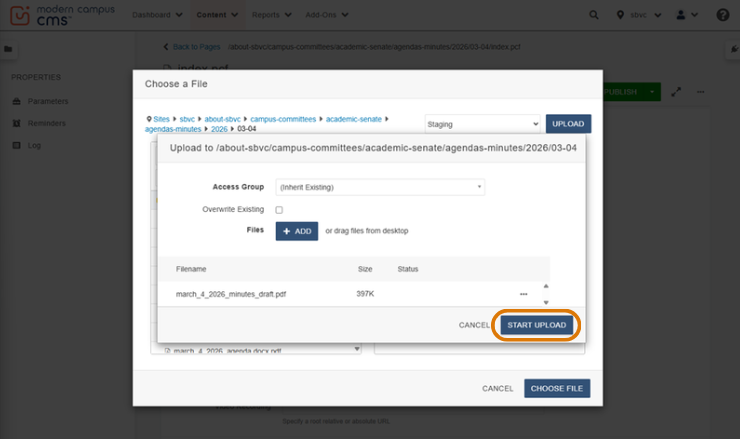 modern campus
CMS™
Dashboard
Content
Reports
Add-Ons
sbvc
Back to Pages /about-sbvc/campus-committees/academic-senate/agendas-minutes/2026/03-04/index.pcf
index.pcf
PROPERTIES
Parameters
Reminders
Log
PUBLISH
Choose a File
Sites sbvc about-sbvc campus-committees academic-senate
agendas-minutes 2026 03-04
Staging
UPLOAD
Upload to /about-sbvc/campus-committees/academic-senate/agendas-minutes/2026/03-04
Access Group (Inherit Existing)
Overwrite Existing
Files + ADD or drag files from desktop
Filename Size Status
march_4_2026_minutes_draft.pdf 397K
CANCEL START UPLOAD
march_4_2026_agenda.docx.pdf
CANCEL CHOOSE FILE
Specify a root relative or absolute URL